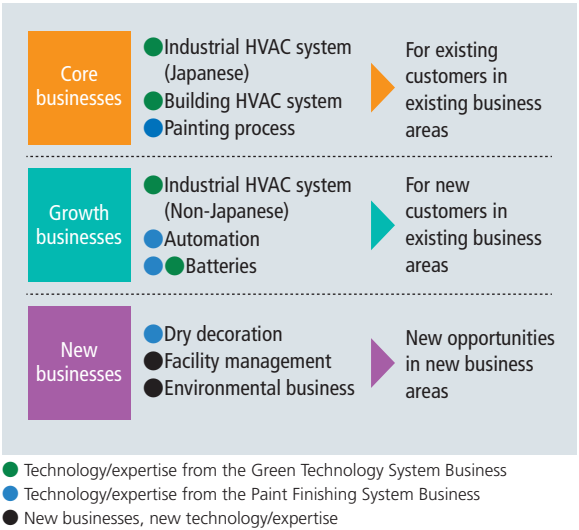 Core
businesses
Industrial HVAC system
(Japanese)
Building HVAC system
Painting process
For existing
customers in
existing business
areas
Growth
businesses
Industrial HVAC system
(Non-Japanese)
Automation
Batteries
For new
customers in
existing business
areas
New
businesses
Dry decoration
Facility management
Environmental business
New opportunities
in new business
areas
Technology/expertise from the Green Technology System Business
Technology/expertise from the Paint Finishing System Business
New businesses, new technology/expertise